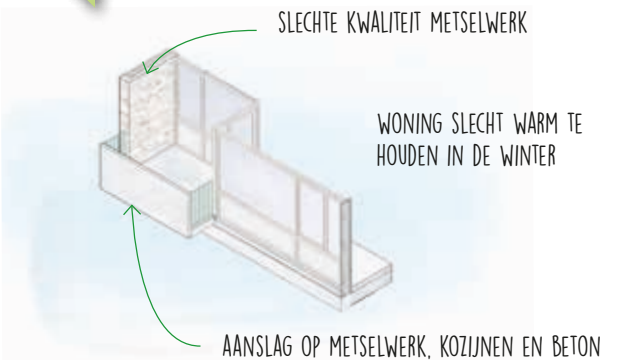 SLECHTE KWALITEIT METSELWERK
WONING SLECHT WARM TE
HOUDEN IN DE WINTER
AANSLAG OP METSELWERK, KOZIJNEN EN BETON